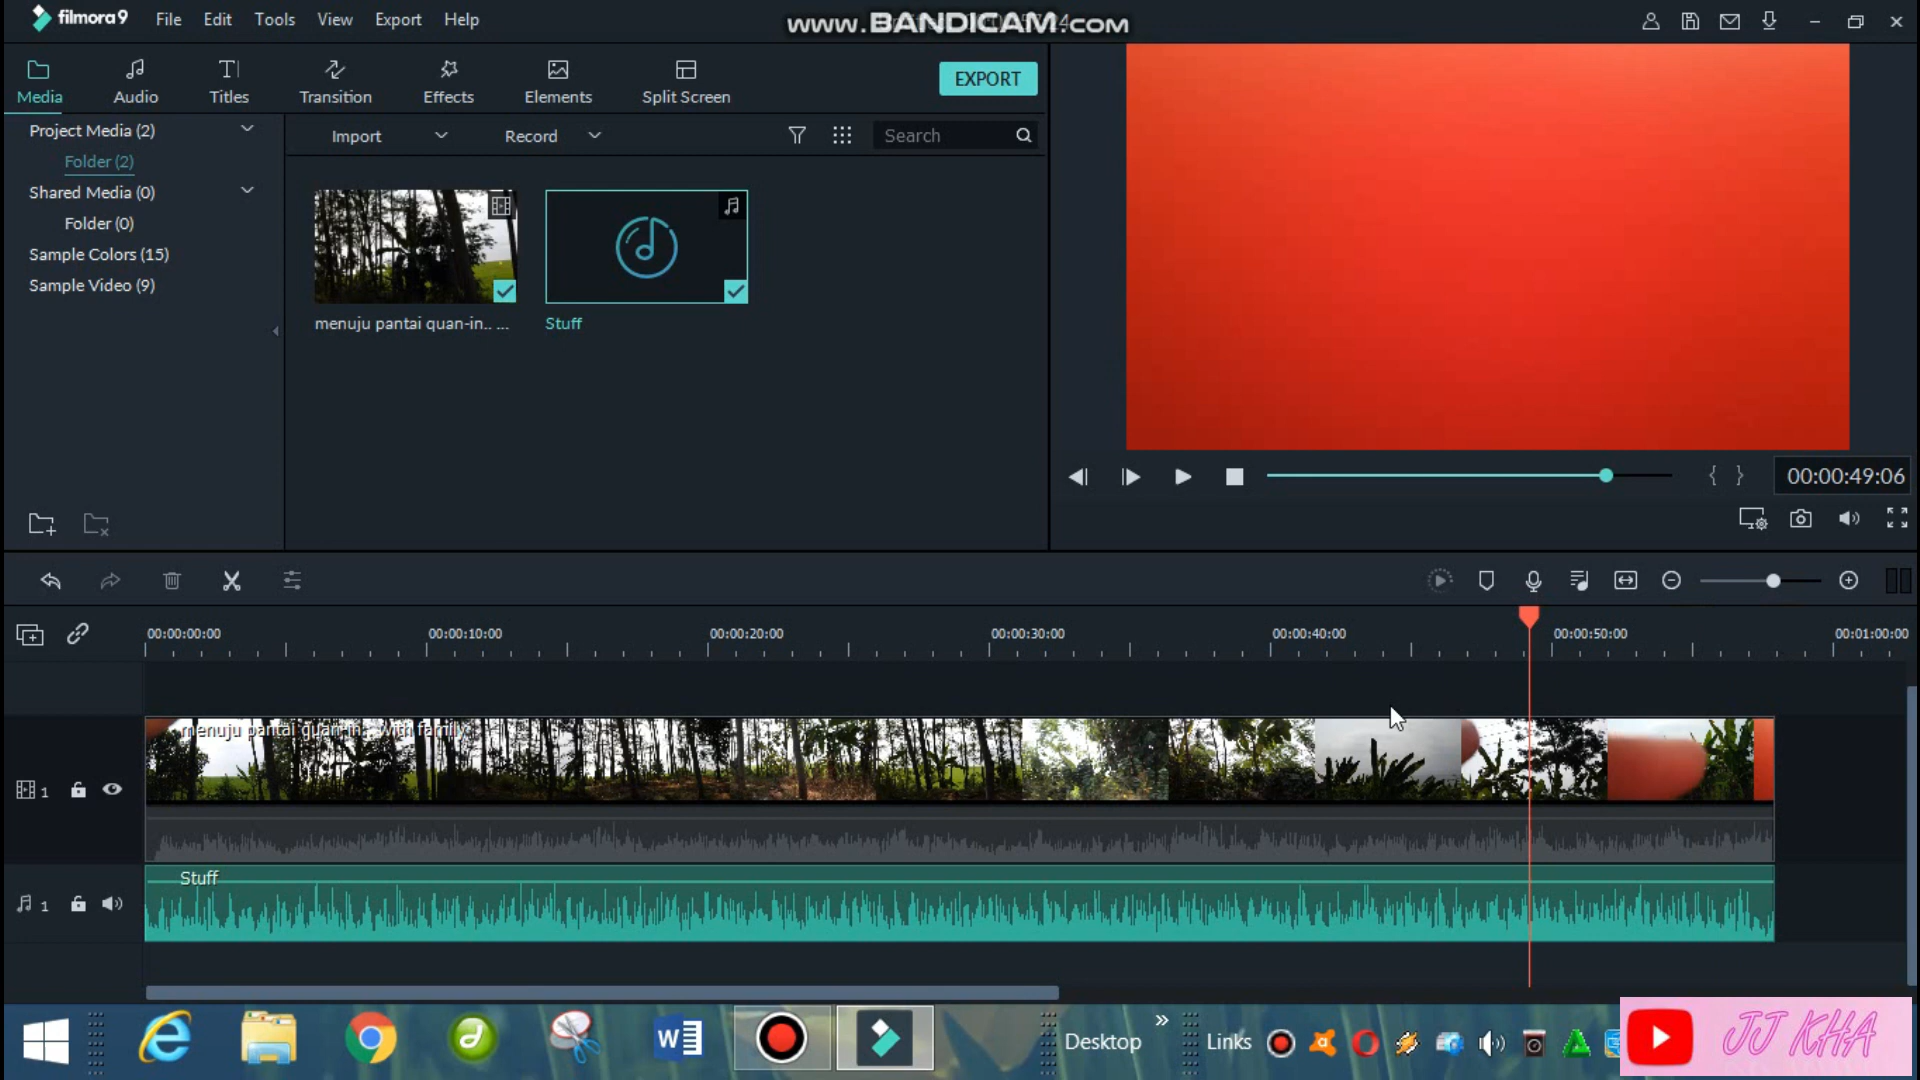 filmora9 File Edit Tools View Export Help
www.BANDICAM.com
Media Audio Titles Transition Effects Elements Split Screen EXPORT
Project Media (2) Import Record Search
Folder (2)
Shared Media (0)
Folder (0)
Sample Colors (15)
Sample Video (9)
menuju pantai quan-in.. ... Stuff
{ } 00:00:49:06
00:00:00:00 00:00:10:00 00:00:20:00 00:00:30:00 00:00:40:00 00:00:50:00 00:01:00:00
menuju pantai quan-in.. with family
1
Stuff
1
Desktop » Links JJ KHA